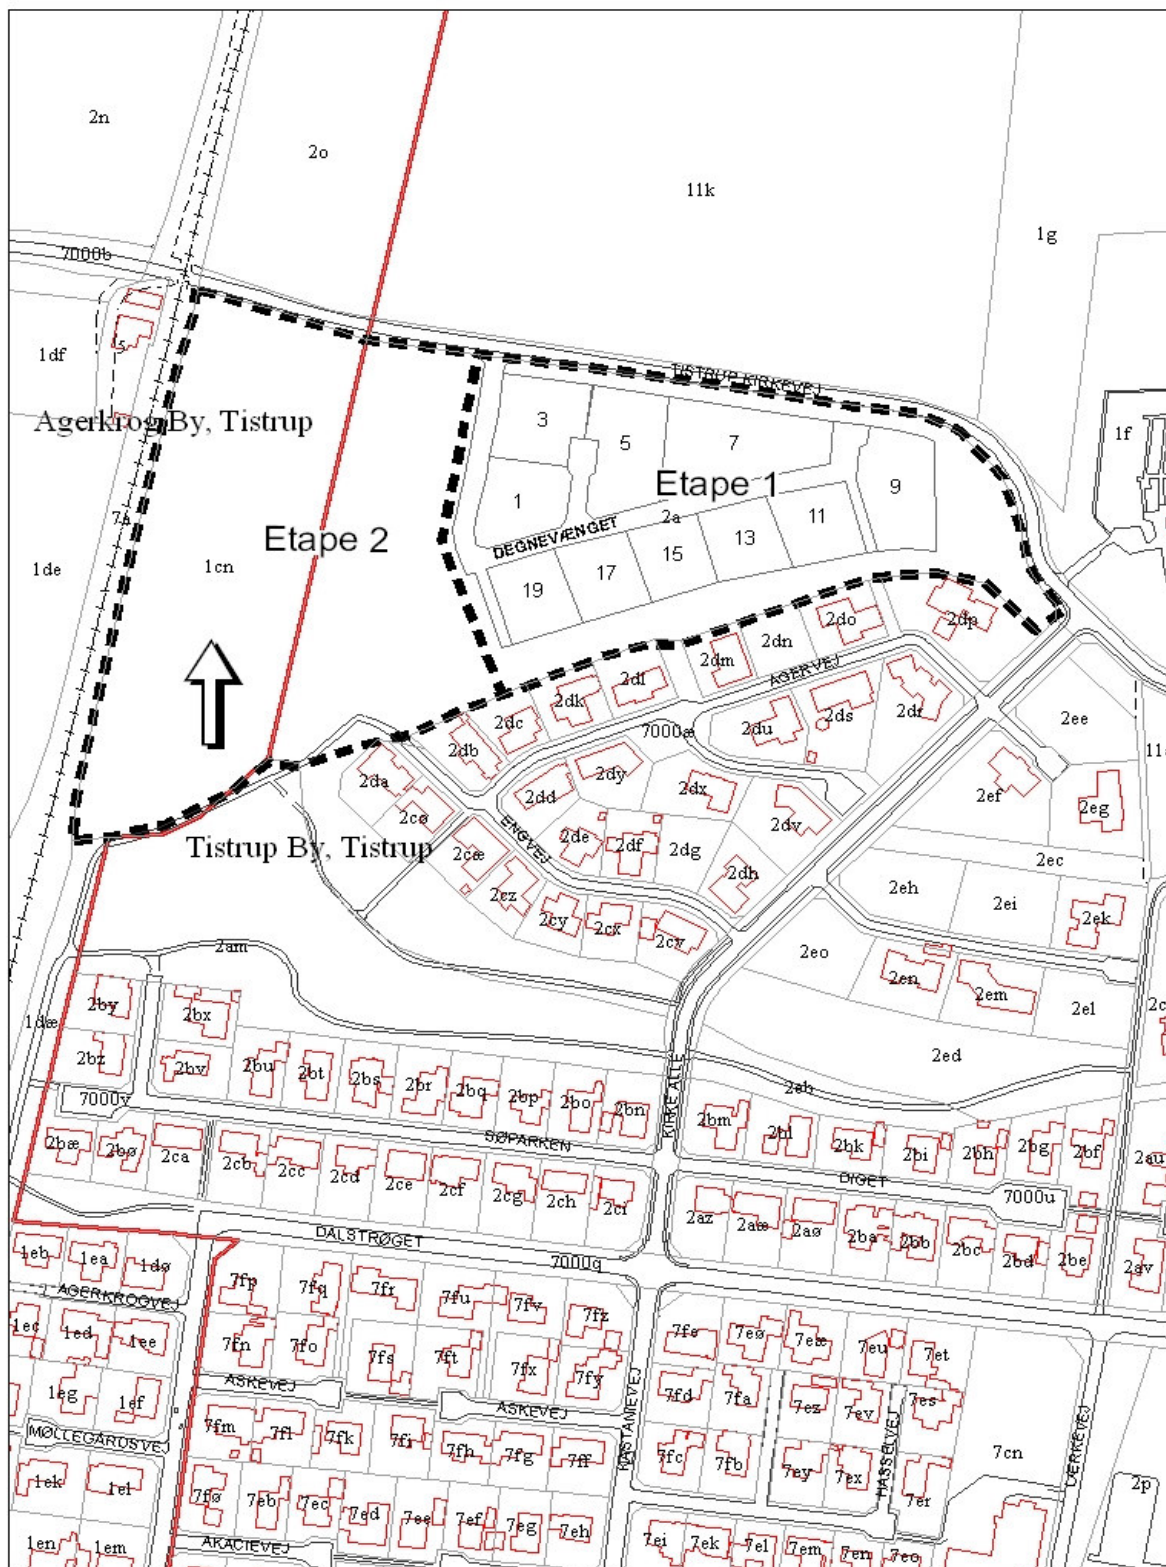 2n
2o
11k
1g
7000b
1df
5
TISTRUP KIRKEVEJ
Agerkrog By, Tistrup
3
5
7
1f
Etape 1
9
1
2a
11
DEGNEVÆNGET
13
15
17
19
Etape 2
1de
1cn
2dp
2do
2dn
2dm
2dl
2dk
2dc
2db
2da
AGERVEJ
7000æ
2du
2ds
2dr
2ee
2dy
2dd
2dx
2dv
2ef
2eg
2cø
ENGVEJ
2de
2df
2dg
2dh
Tistrup By, Tistrup
2cæ
2cz
2cy
2cx
2cv
2ec
2eh
2ei
2ek
2eo
2en
2em
2el
2ed
2am
2by
2bx
1dæ
2bz
2bv
2bu
2bt
2bs
2br
2bq
2bp
2bo
2bn
KIRKE ALLE
2ab
7000v
2bm
2bl
2bk
2bi
2bh
2bg
2bf
2au
SØPARKEN
2bæ
2bø
2ca
2cb
2cc
2cd
2ce
2cf
2cg
2ch
2ci
DIGET
7000u
2az
2aæ
2aø
2ba
2bb
2bc
2bd
2be
2av
DALSTRØGET
7000q
1eb
1ea
1dø
AGERKROGVEJ
7fp
7fq
7fr
7fu
7fv
7fz
1ec
1ed
1ee
7fn
7fo
7fs
7ft
7fx
7fy
7fe
7eø
7eæ
7eu
7et
1eg
1ef
ASKEVEJ
ASKEVEJ
KASTANIEVEJ
7fd
7fa
7ez
7ev
7es
MØLLEGÅRDSVEJ
7fm
7fl
7fk
7fi
7fh
7fg
7ff
7fc
7fb
7ey
7ex
HASSELVEJ
7er
7cn
1ek
1el
7fø
7eb
7ec
7ed
7ee
7ef
7eg
7eh
2p
1en
1em
AKACIEVEJ
7ei
7ek
7el
7em
7en
7eo